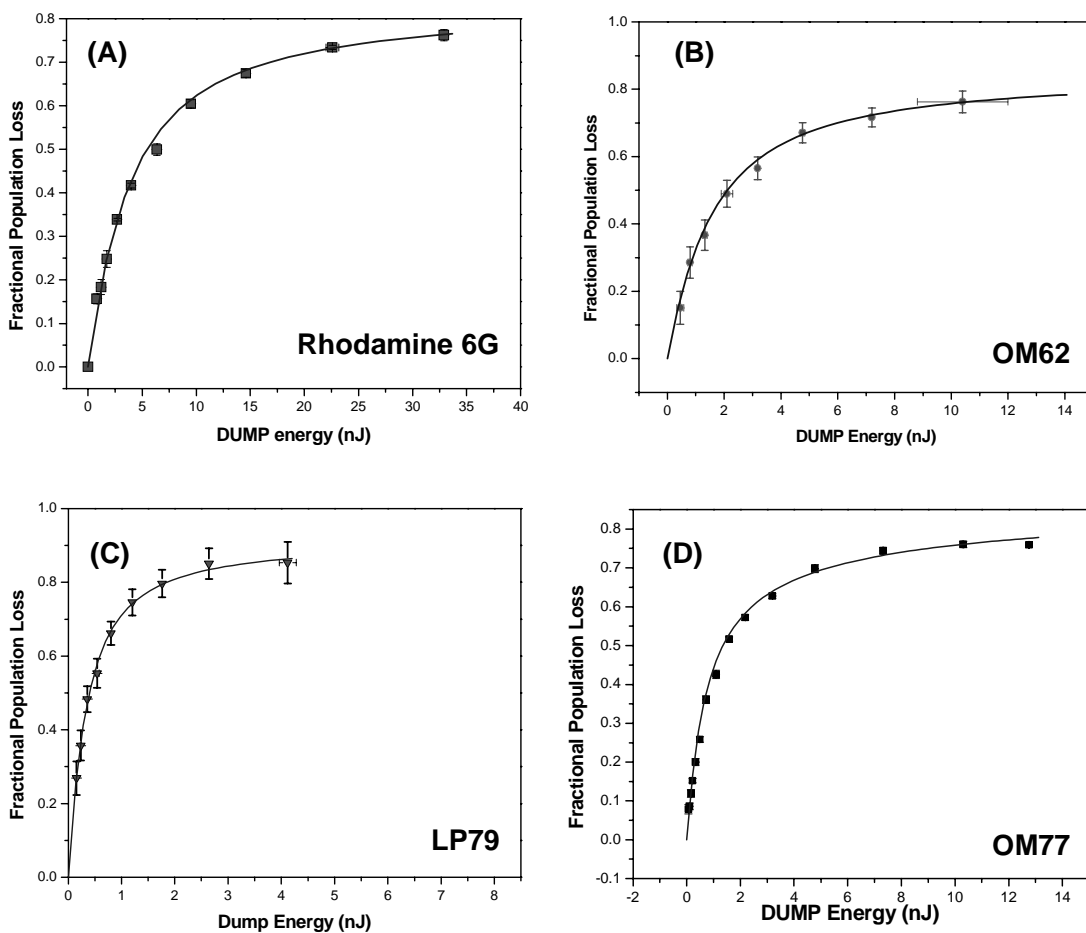 (A)
Fractional Population Loss
0.8
0.7
0.6
0.5
0.4
0.3
0.2
0.1
0.0
Rhodamine 6G
0 5 10 15 20 25 30 35 40
DUMP energy (nJ)
(B)
Fractional Population Loss
1.0
0.8
0.6
0.4
0.2
0.0
OM62
0 2 4 6 8 10 12 14
DUMP Energy (nJ)
(C)
Fractional Population Loss
1.0
0.8
0.6
0.4
0.2
0.0
LP79
0 1 2 3 4 5 6 7 8
Dump Energy (nJ)
(D)
Fractional Population Loss
0.8
0.7
0.6
0.5
0.4
0.3
0.2
0.1
0.0
-0.1
OM77
-2 0 2 4 6 8 10 12 14
DUMP Energy (nJ)